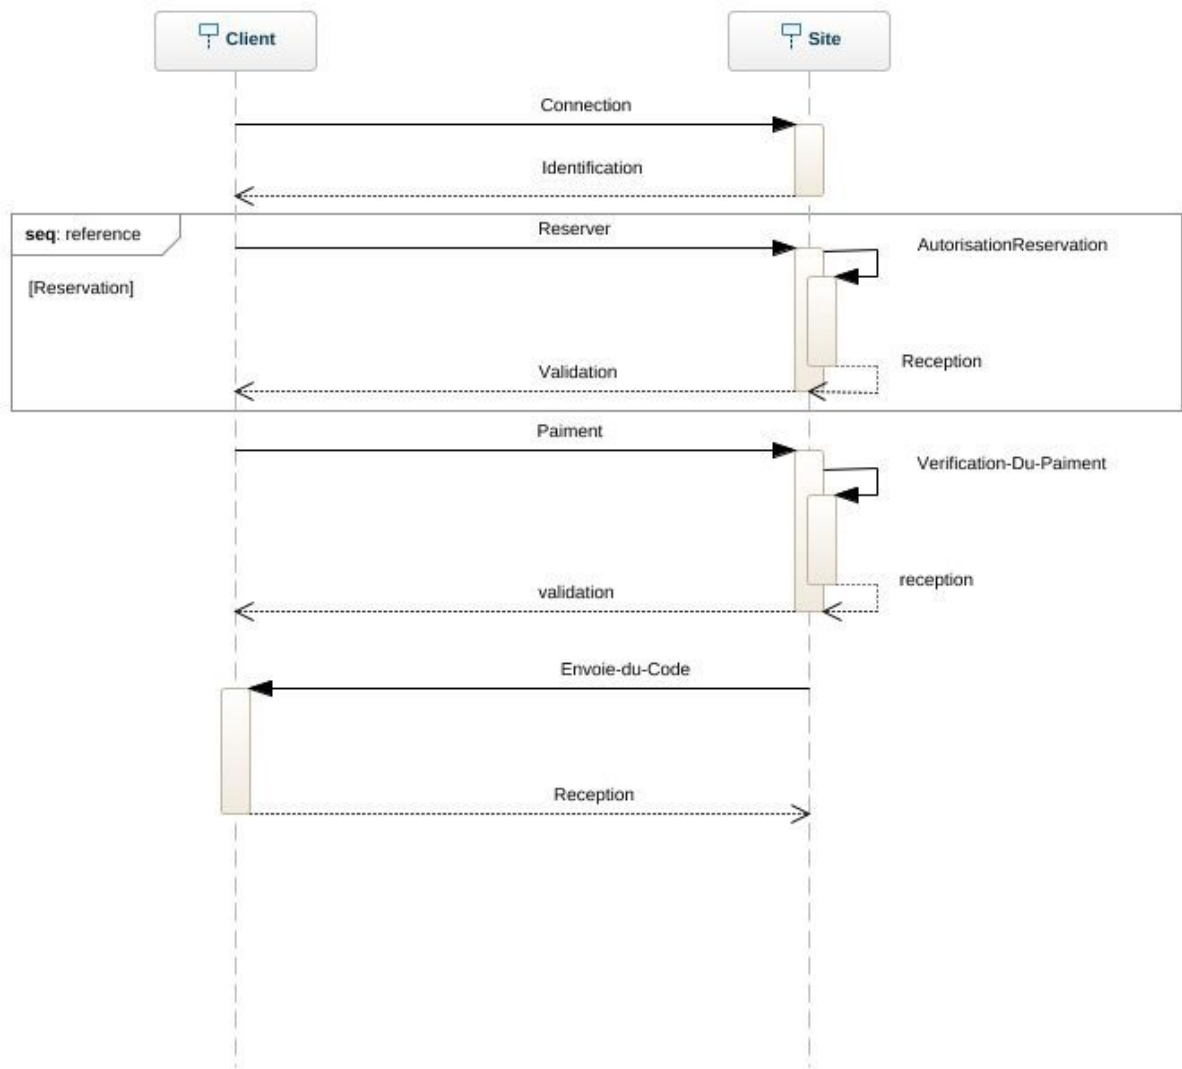 Client
Site
Connection
Identification
seq: reference
Reserver
AutorisationReservation
[Reservation]
Reception
Validation
Paiment
Verification-Du-Paiment
reception
validation
Envoie-du-Code
Reception